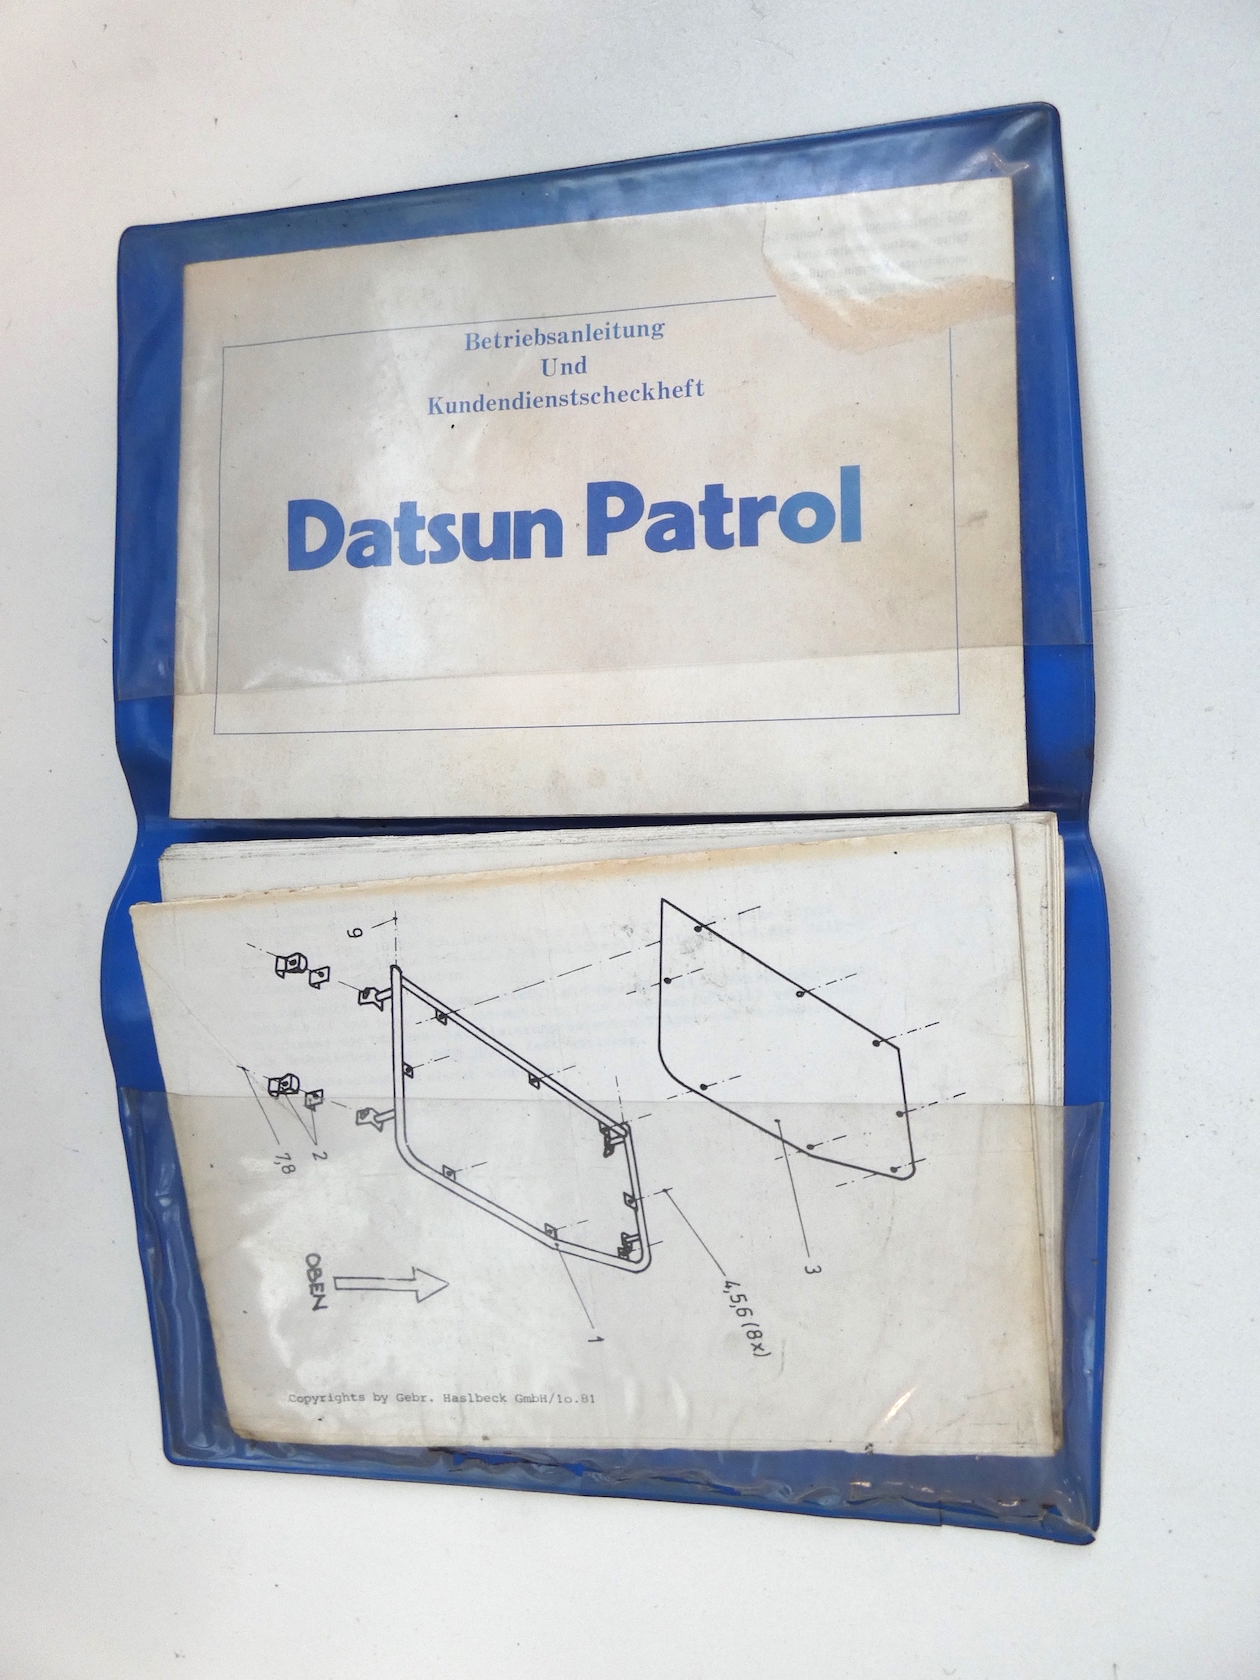 Betriebsanleitung
Und
Kundendienstscheckheft
Datsun Patrol
9
2
7,8
3
4,5,6 (8x)
OBEN
1
Copyrights by Gebr. Haslbeck GmbH/1o.81